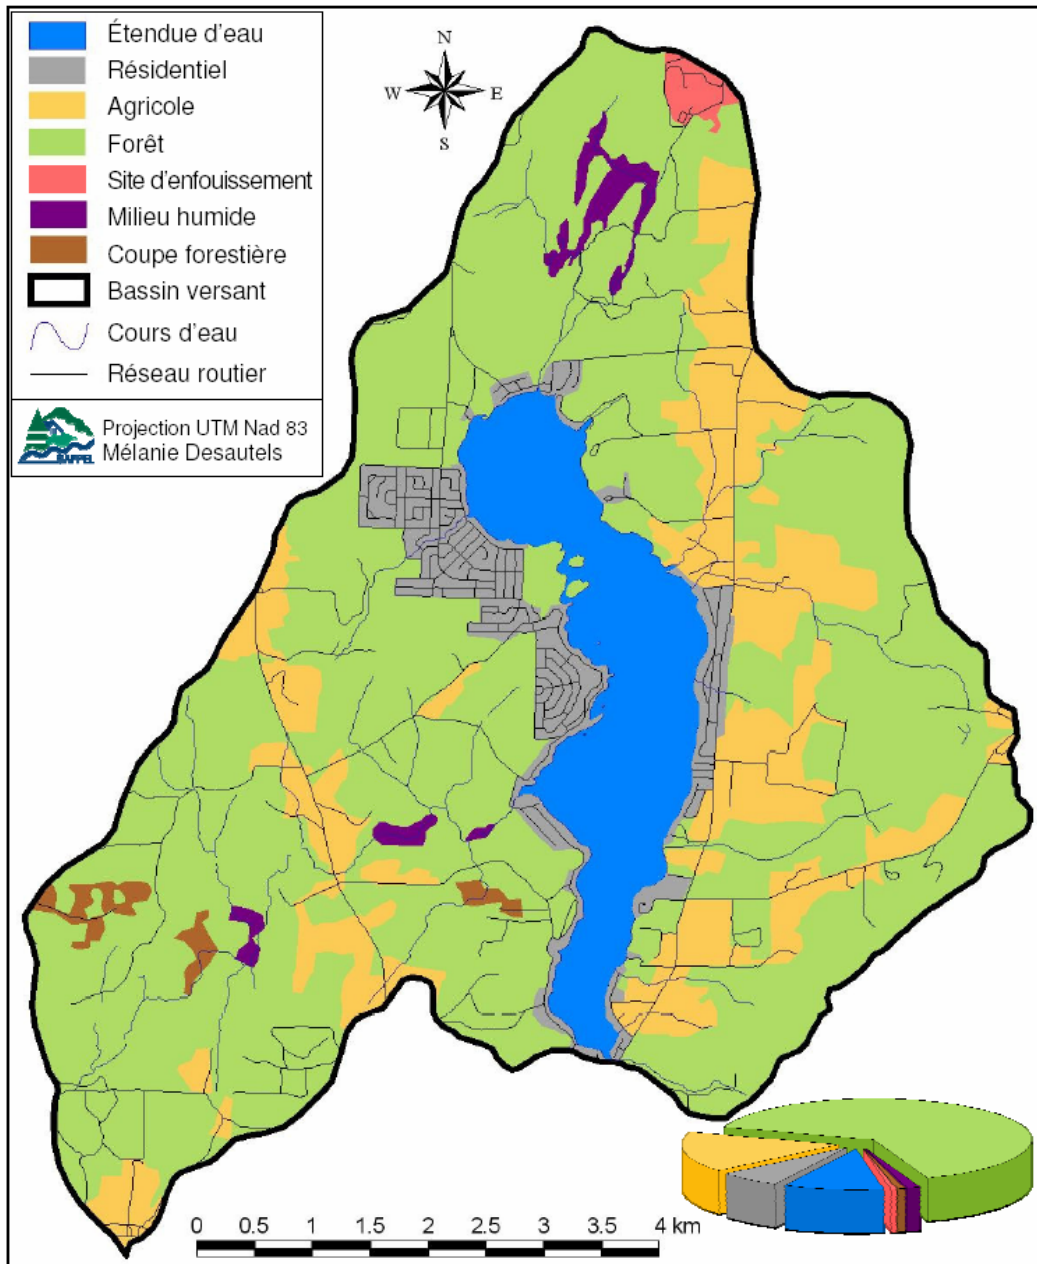 Étendue d'eau
Résidentiel
Agricole
Forêt
Site d'enfouissement
Milieu humide
Coupe forestière
Bassin versant
Cours d'eau
Réseau routier
RAPPEL
Projection UTM Nad 83
Mélanie Desautels
N
W E
S
0 0.5 1 1.5 2 2.5 3 3.5 4 km